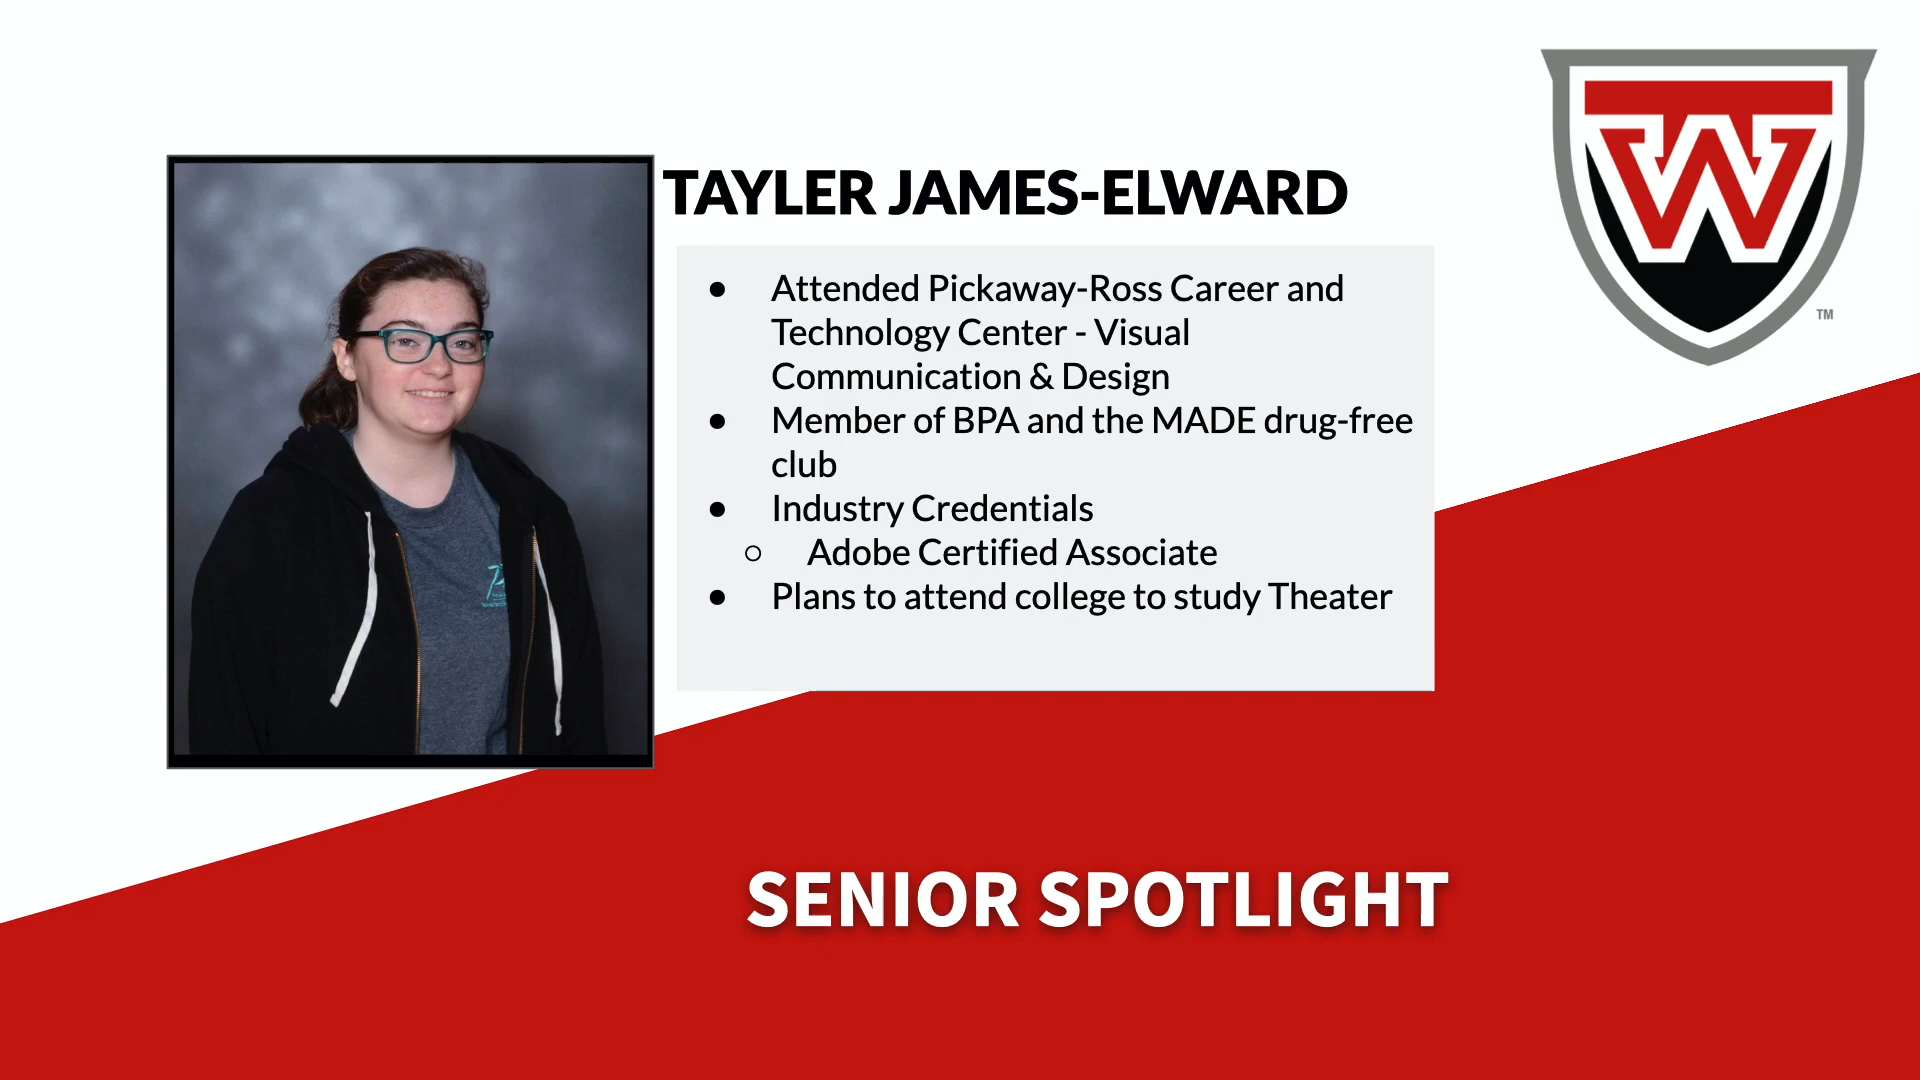 TAYLER JAMES-ELWARD
● Attended Pickaway-Ross Career and
Technology Center - Visual
Communication & Design
● Member of BPA and the MADE drug-free
club
● Industry Credentials
○ Adobe Certified Associate
● Plans to attend college to study Theater
W
TM
SENIOR SPOTLIGHT